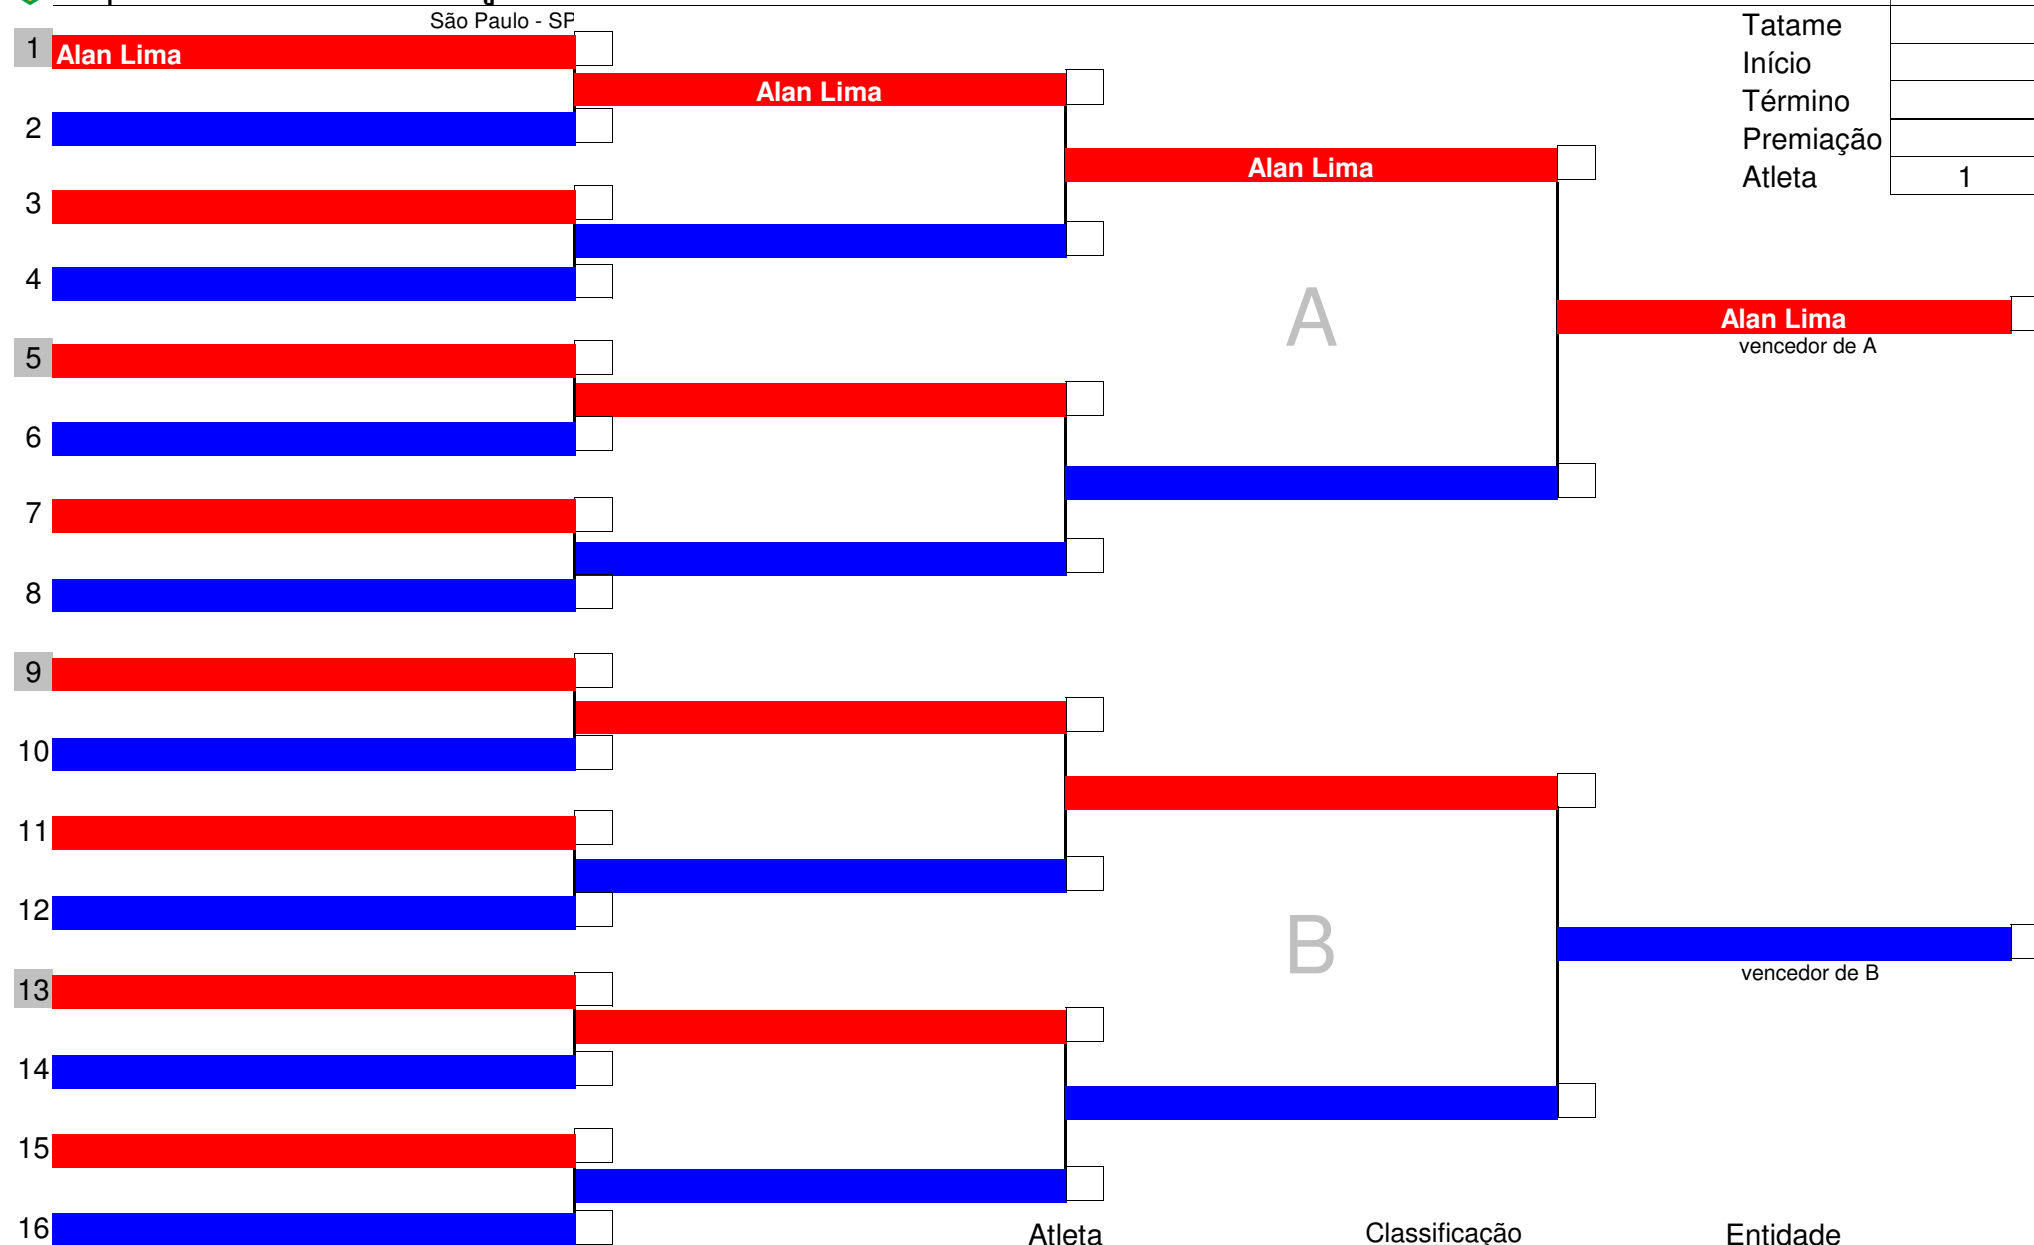 São Paulo - SP
Tatame
Início
Término
Premiação
Atleta 1
1 Alan Lima
Alan Lima
2
Alan Lima
3
4
A
Alan Lima
vencedor de A
5
6
7
8
9
10
11
12
B
vencedor de B
13
14
15
16
Atleta Classificação Entidade